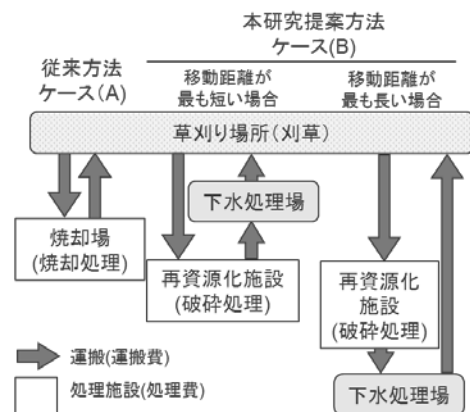 本研究提案方法
ケース(B)
従来方法
ケース(A)
移動距離が
最も短い場合
移動距離が
最も長い場合
草刈り場所(刈草)
下水処理場
焼却場
(焼却処理)
再資源化施設
(破砕処理)
再資源化
施設
(破砕処理)
運搬(運搬費)
処理施設(処理費)
下水処理場